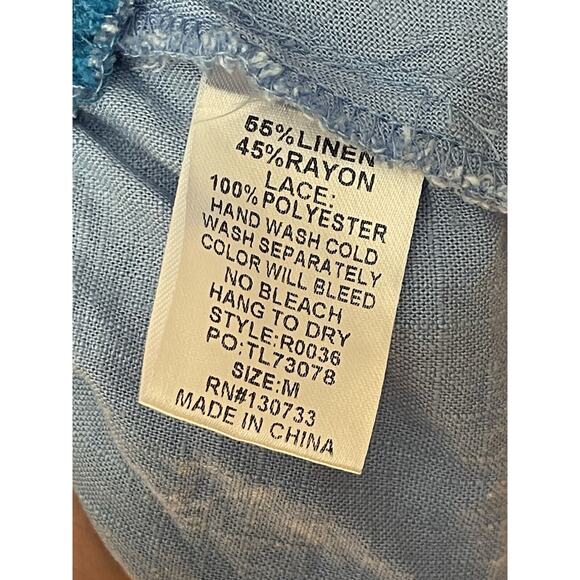 55%LINEN
45%RAYON
LACE:
100%POLYESTER
HAND WASH COLD
WASH SEPARATELY
COLOR WILL BLEED
NO BLEACH
HANG TO DRY
STYLE:R0036
PO:TL73078
SIZE:M
RN#130733
MADE IN CHINA